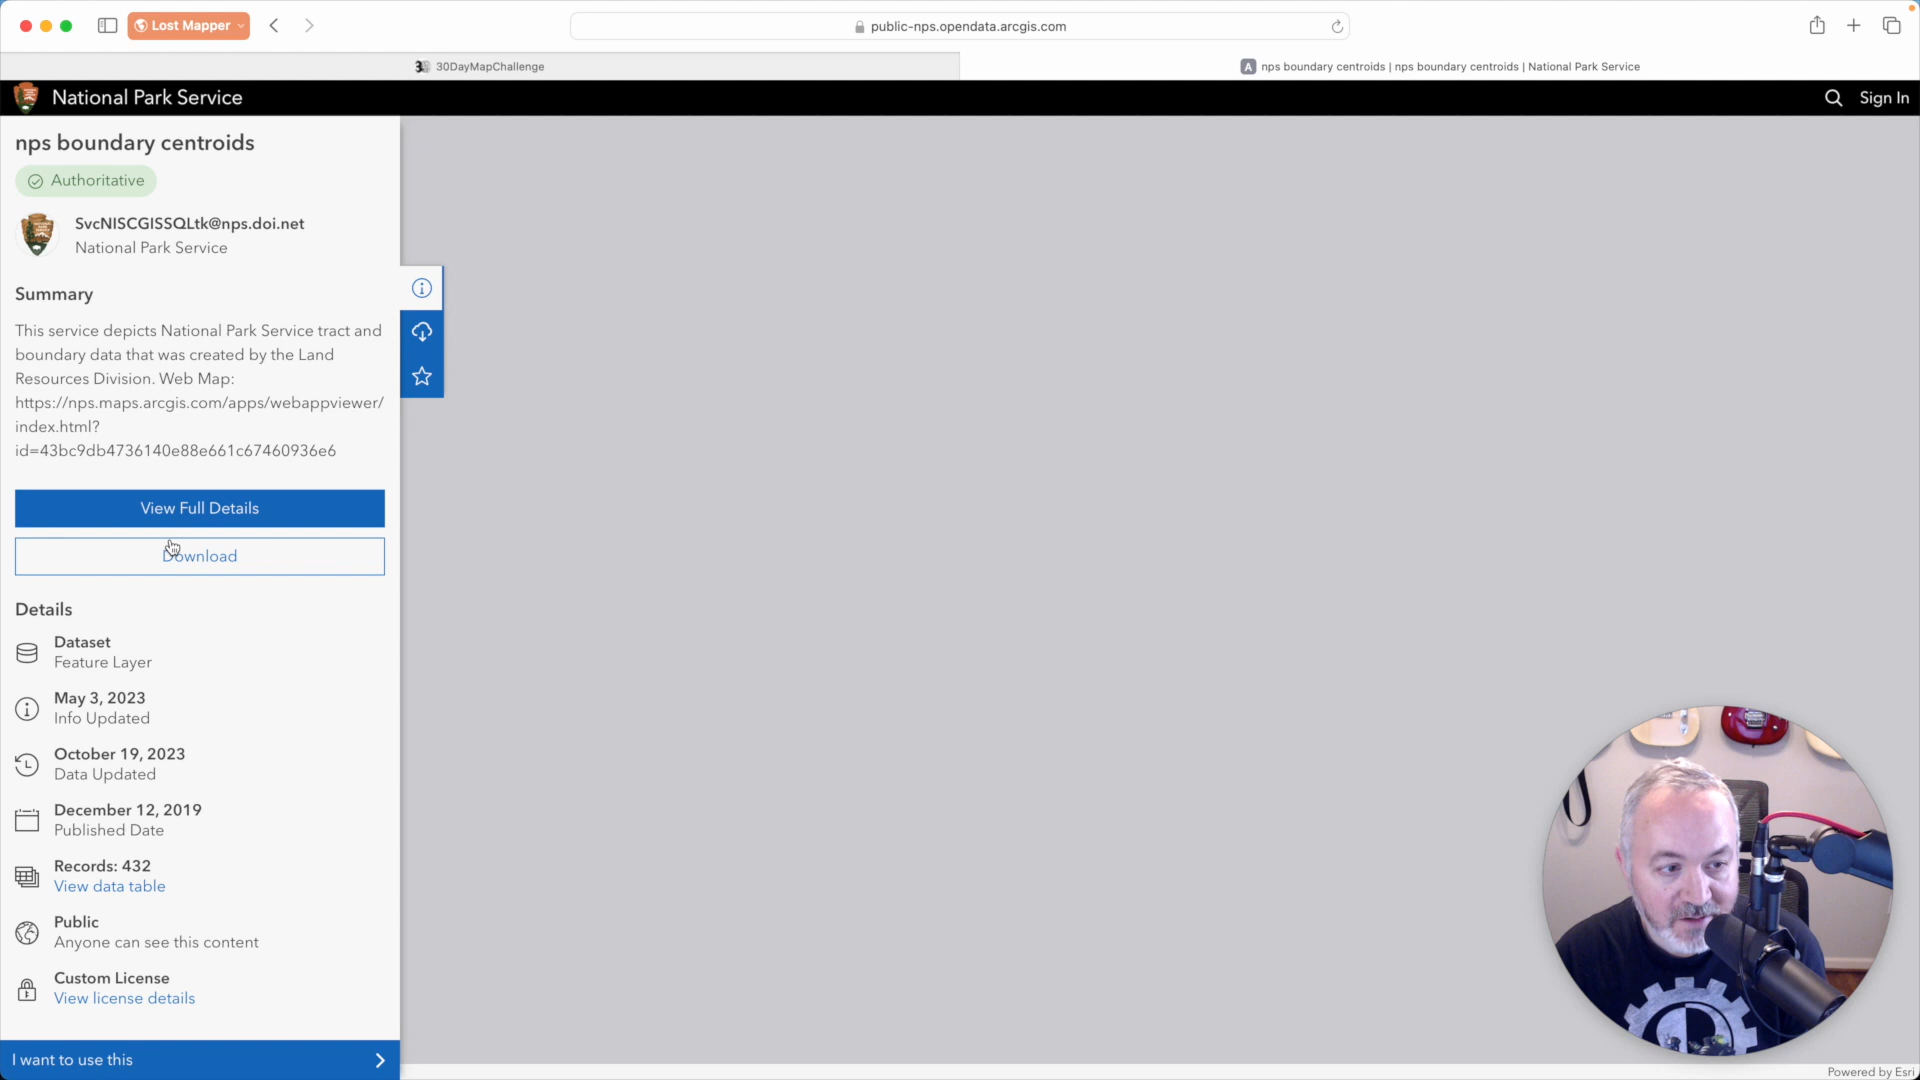 Lost Mapper
public-nps.opendata.arcgis.com
30DayMapChallenge
A nps boundary centroids | nps boundary centroids | National Park Service
National Park Service
Sign In
nps boundary centroids
Authoritative
SvcNISCGISSQLtk@nps.doi.net
National Park Service
Summary
This service depicts National Park Service tract and
boundary data that was created by the Land
Resources Division. Web Map:
https://nps.maps.arcgis.com/apps/webappviewer/
index.html?
id=43bc9db4736140e88e661c67460936e6
View Full Details
Download
Details
Dataset
Feature Layer
May 3, 2023
Info Updated
October 19, 2023
Data Updated
December 12, 2019
Published Date
Records: 432
View data table
Public
Anyone can see this content
Custom License
View license details
I want to use this
Powered by Esri